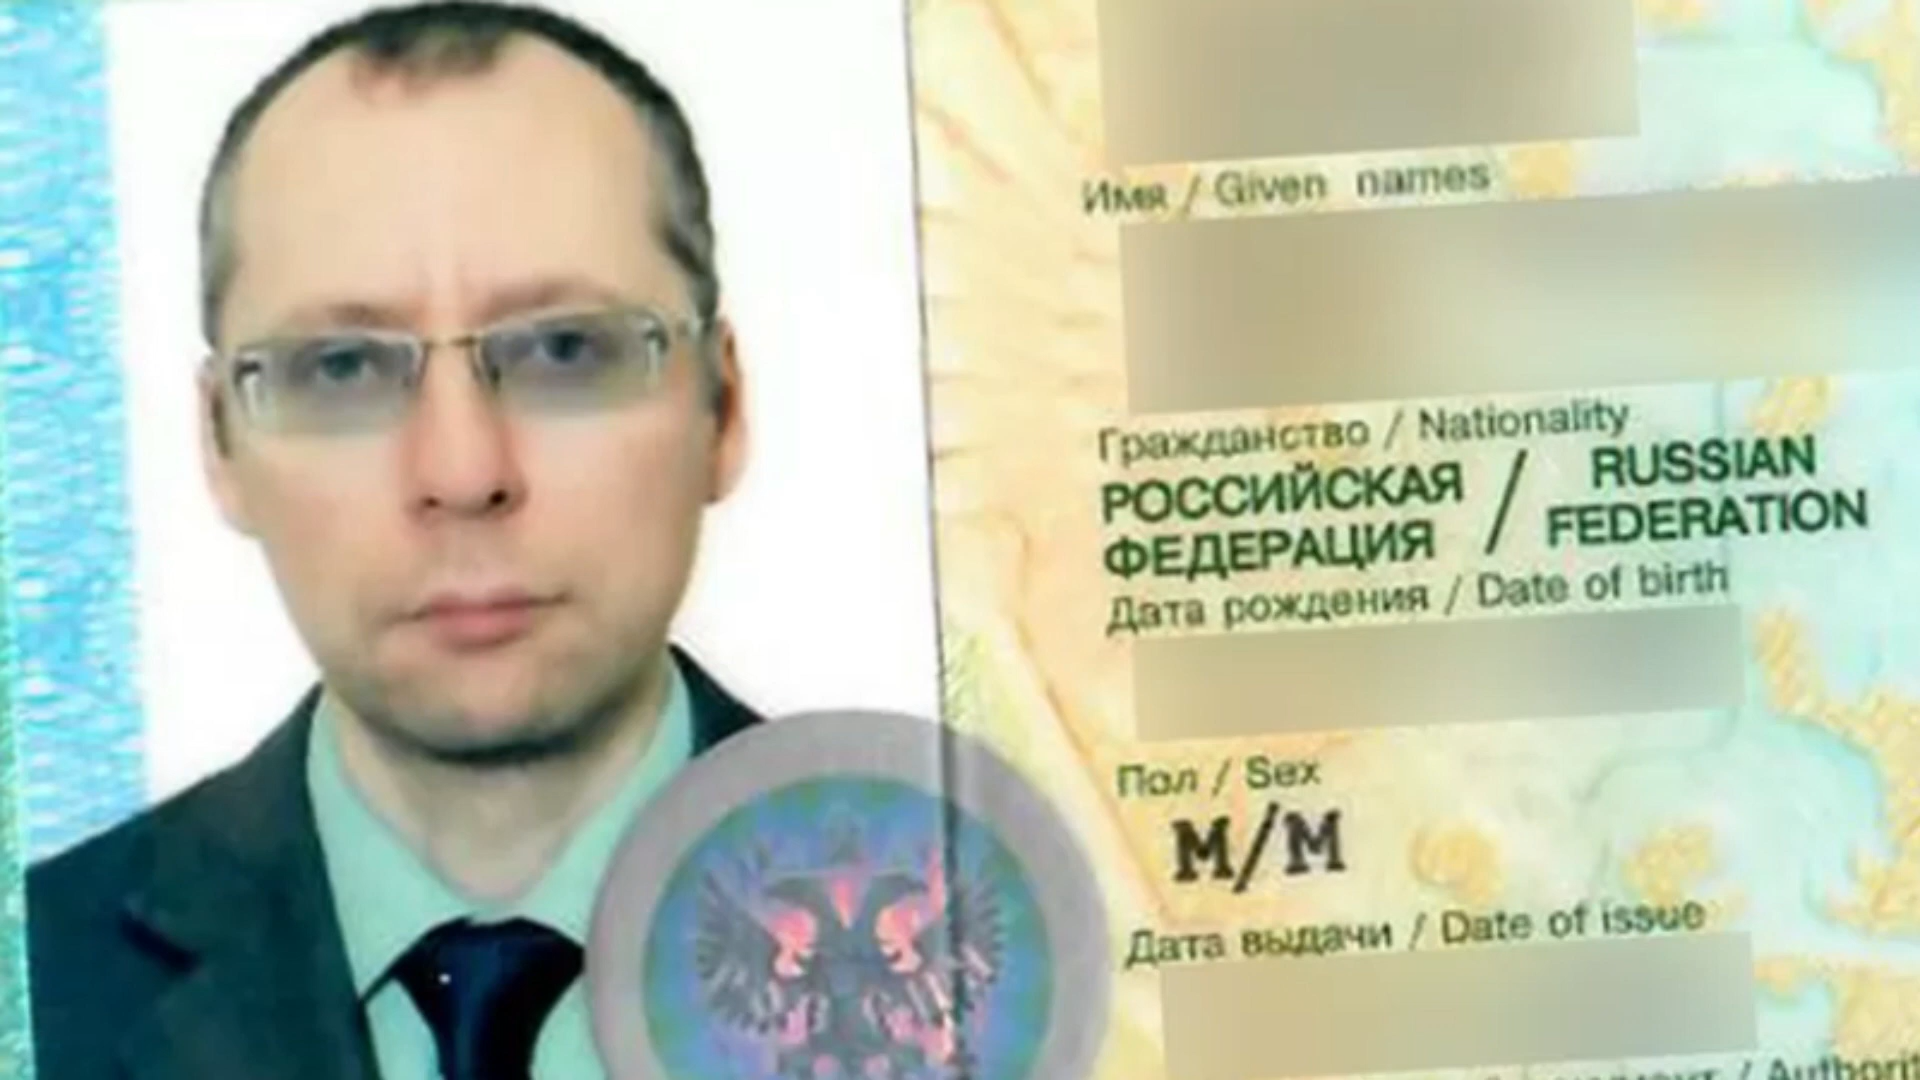 Имя / Given names
Гражданство / Nationality
РОССИЙСКАЯ / RUSSIAN
ФЕДЕРАЦИЯ FEDERATION
Дата рождения / Date of birth
Пол / Sex
М/M
Дата выдачи / Date of issue